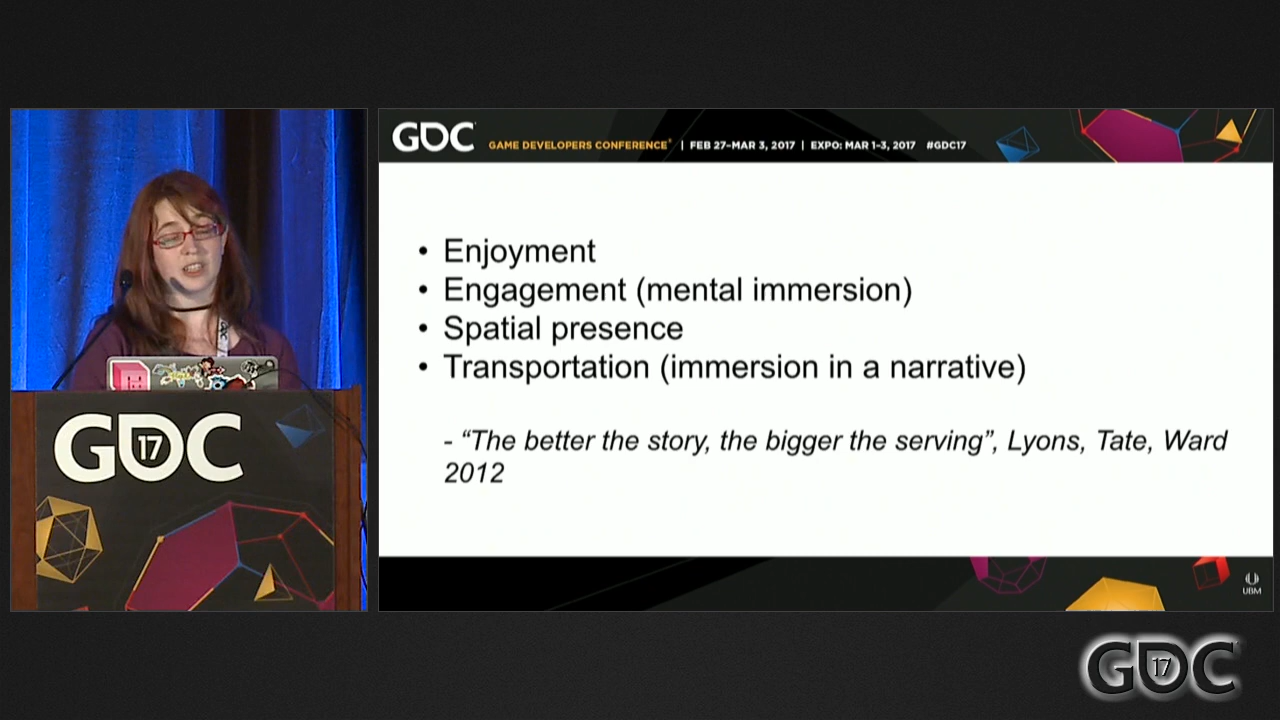 GDC GAME DEVELOPERS CONFERENCE® | FEB 27–MAR 3, 2017 | EXPO: MAR 1–3, 2017 #GDC17
• Enjoyment
• Engagement (mental immersion)
• Spatial presence
• Transportation (immersion in a narrative)
- “The better the story, the bigger the serving”, Lyons, Tate, Ward
2012
UBM
GDC
17
GDC
17